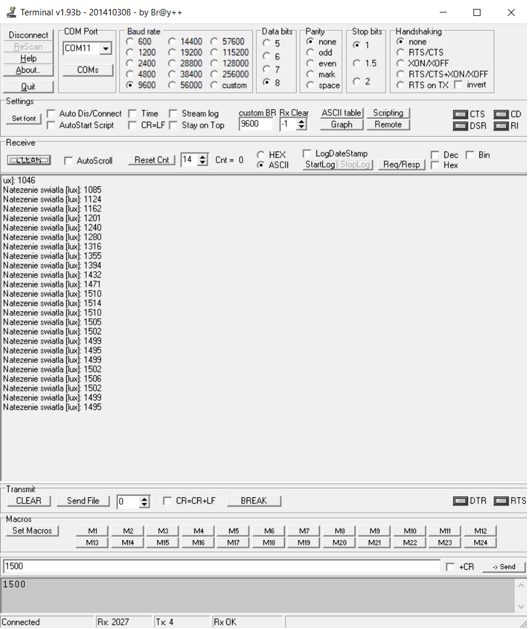 Terminal v1.93b - 20141030ß - by Br@y++
Disconnect
ReScan
Help
About..
Quit
COM Port
COM11
COMs
Baud rate
600 14400 57600
1200 19200 115200
2400 28800 128000
4800 38400 256000
9600 56000 custom
Data bits
5
6
7
8
Parity
none
odd
even
mark
space
Stop bits
1
1.5
2
Handshaking
none
RTS/CTS
XON/XOFF
RTS/CTS+XON/XOFF
RTS on TX invert
Settings
Set font
Auto Dis/Connect Time Stream log
AutoStart Script CR=LF Stay on Top
custom BR Rx Clear
9600 -1
ASCII table Scripting
Graph Remote
CTS CD
DSR RI
Receive
CLEAR
AutoScroll
Reset Cnt
14
Cnt = 0
HEX
ASCII
LogDateStamp
StartLog StopLog
Req/Resp
Dec Bin
Hex
ux]: 1046
Natezenie swiatla [lux]: 1085
Natezenie swiatla [lux]: 1124
Natezenie swiatla [lux]: 1162
Natezenie swiatla [lux]: 1201
Natezenie swiatla [lux]: 1240
Natezenie swiatla [lux]: 1280
Natezenie swiatla [lux]: 1316
Natezenie swiatla [lux]: 1355
Natezenie swiatla [lux]: 1394
Natezenie swiatla [lux]: 1432
Natezenie swiatla [lux]: 1471
Natezenie swiatla [lux]: 1510
Natezenie swiatla [lux]: 1514
Natezenie swiatla [lux]: 1510
Natezenie swiatla [lux]: 1505
Natezenie swiatla [lux]: 1502
Natezenie swiatla [lux]: 1499
Natezenie swiatla [lux]: 1495
Natezenie swiatla [lux]: 1499
Natezenie swiatla [lux]: 1502
Natezenie swiatla [lux]: 1506
Natezenie swiatla [lux]: 1502
Natezenie swiatla [lux]: 1499
Natezenie swiatla [lux]: 1495
Transmit
CLEAR Send File 0 CR=CR+LF BREAK DTR RTS
Macros
Set Macros
M1 M2 M3 M4 M5 M6 M7 M8 M9 M10 M11 M12
M13 M14 M15 M16 M17 M18 M19 M20 M21 M22 M23 M24
1500 +CR -> Send
1500
Connected Rx: 2027 Tx: 4 Rx OK